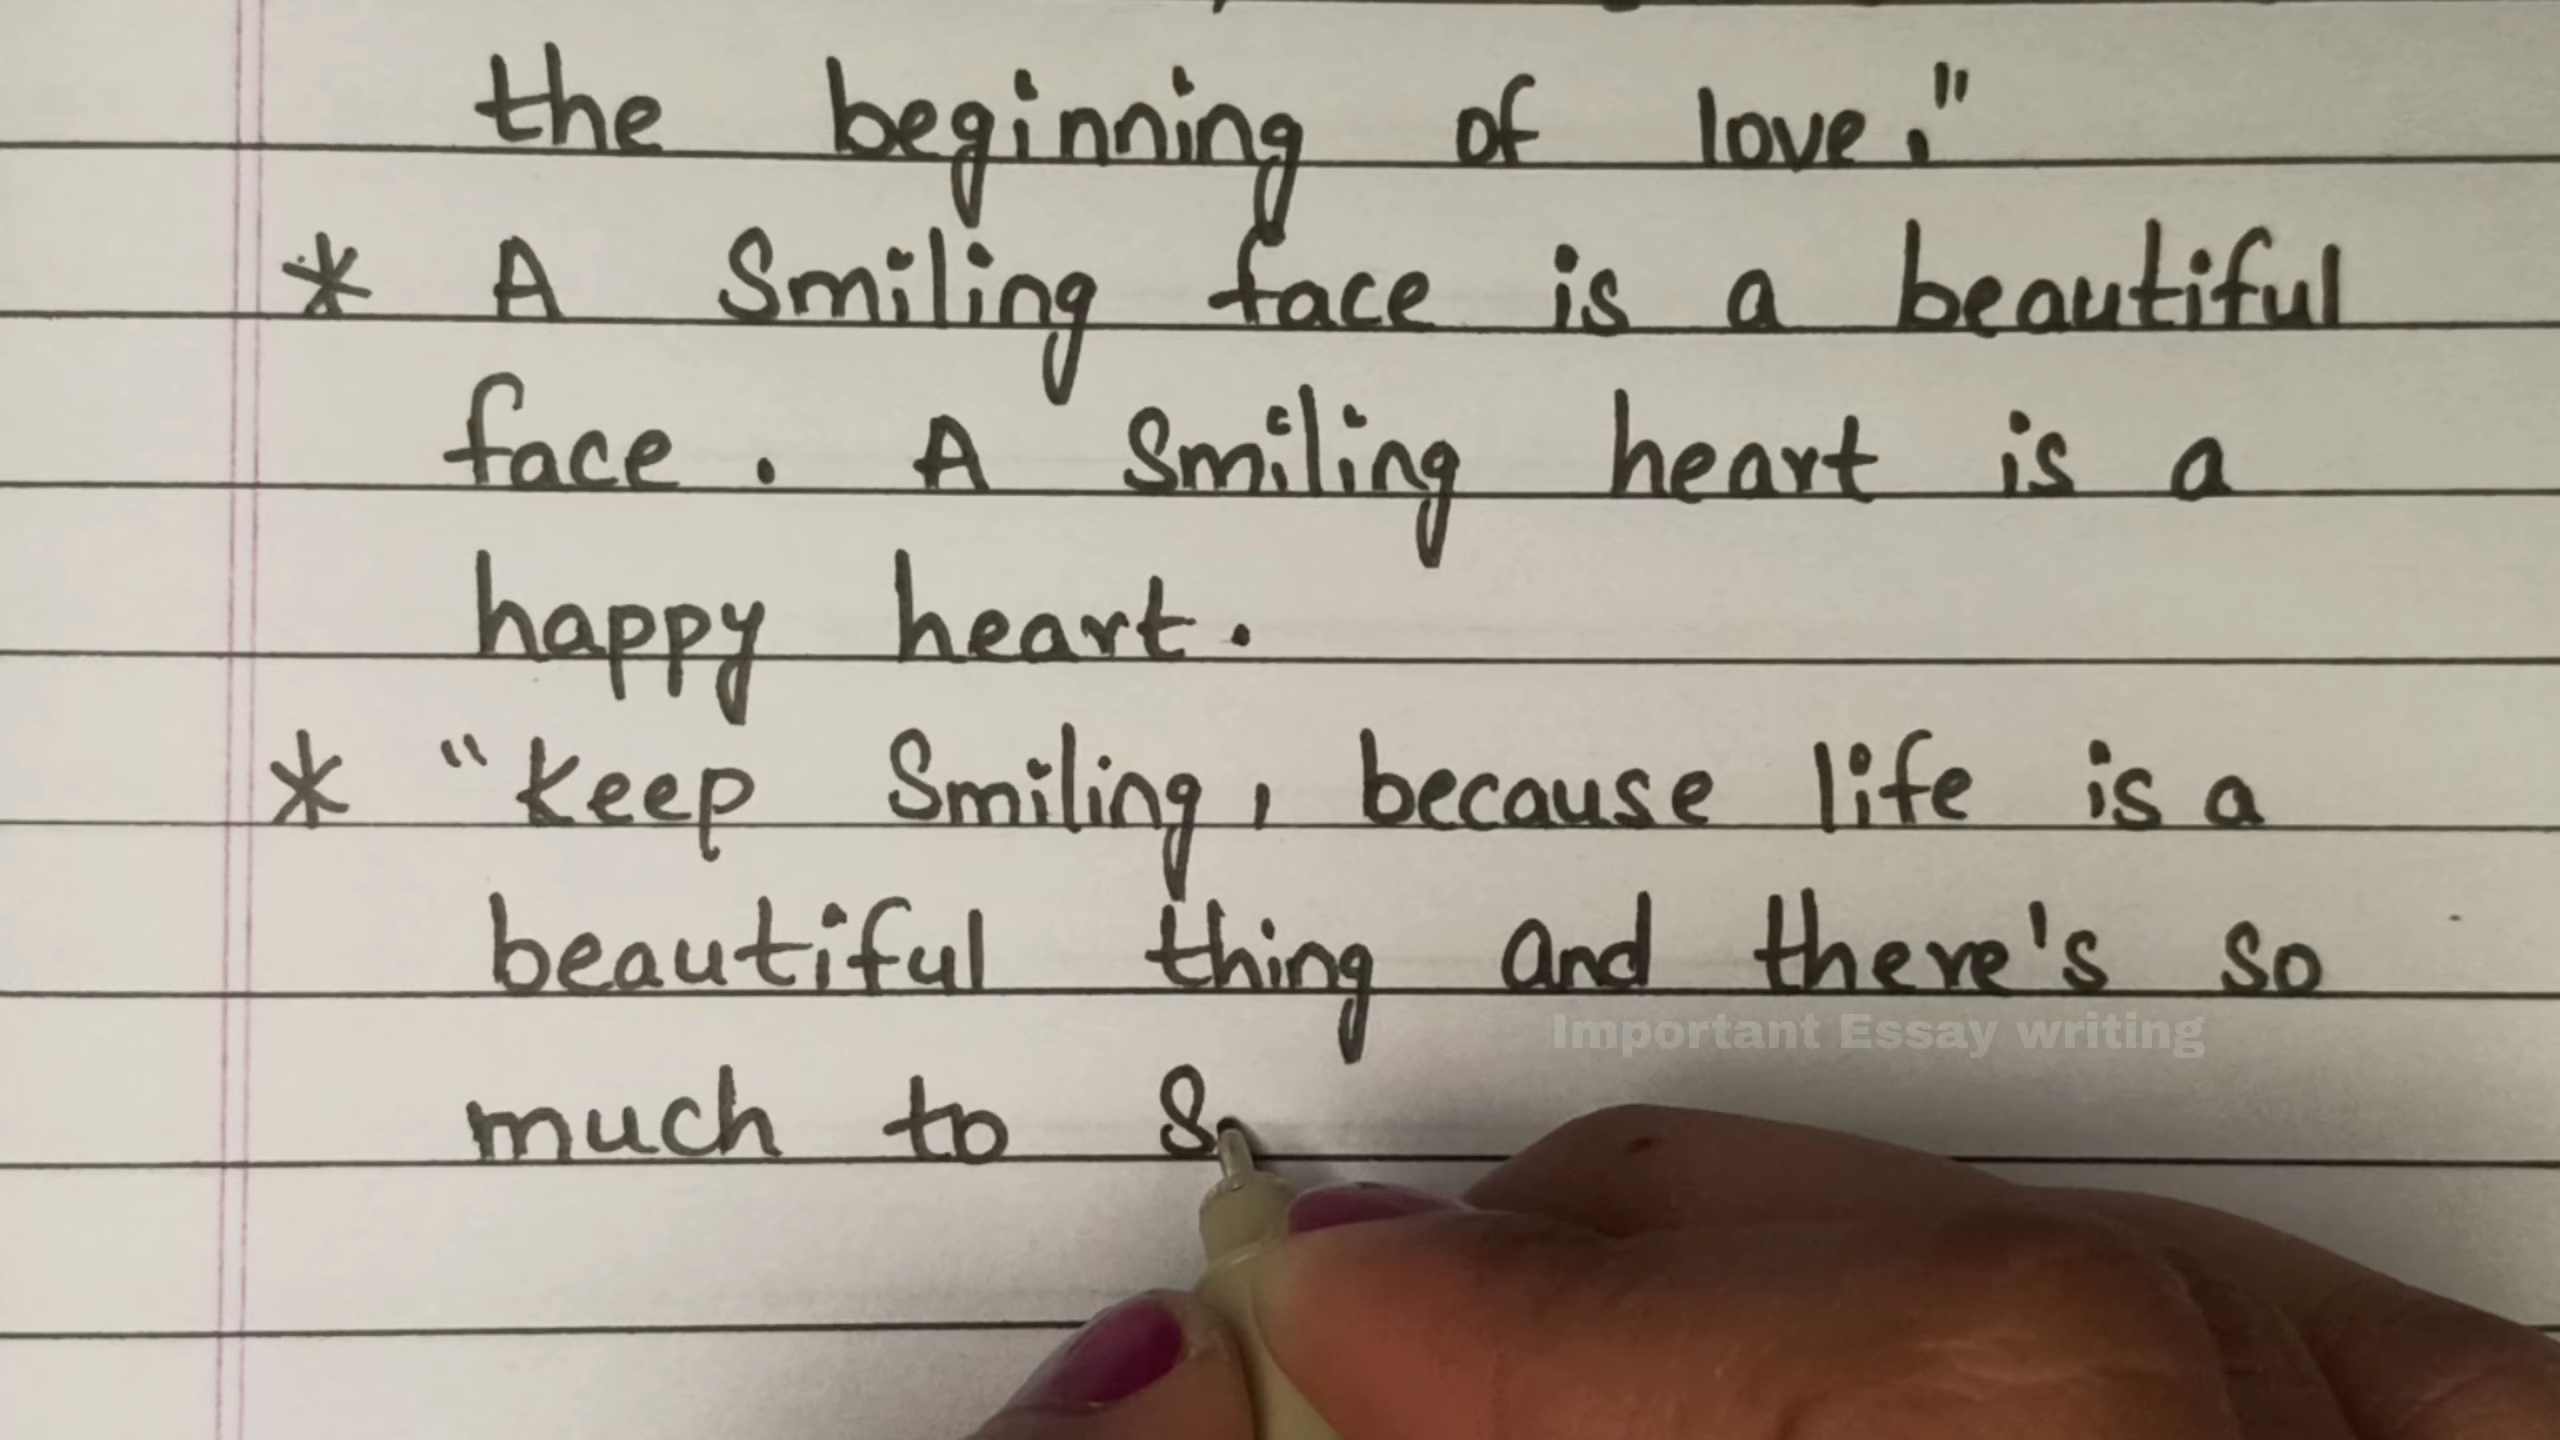 the beginning of love."
* A Smiling face is a beautiful
face. A Smiling heart is a
happy heart.
* "Keep Smiling, because life is a
beautiful thing and there's so
Important Essay writing
much to S